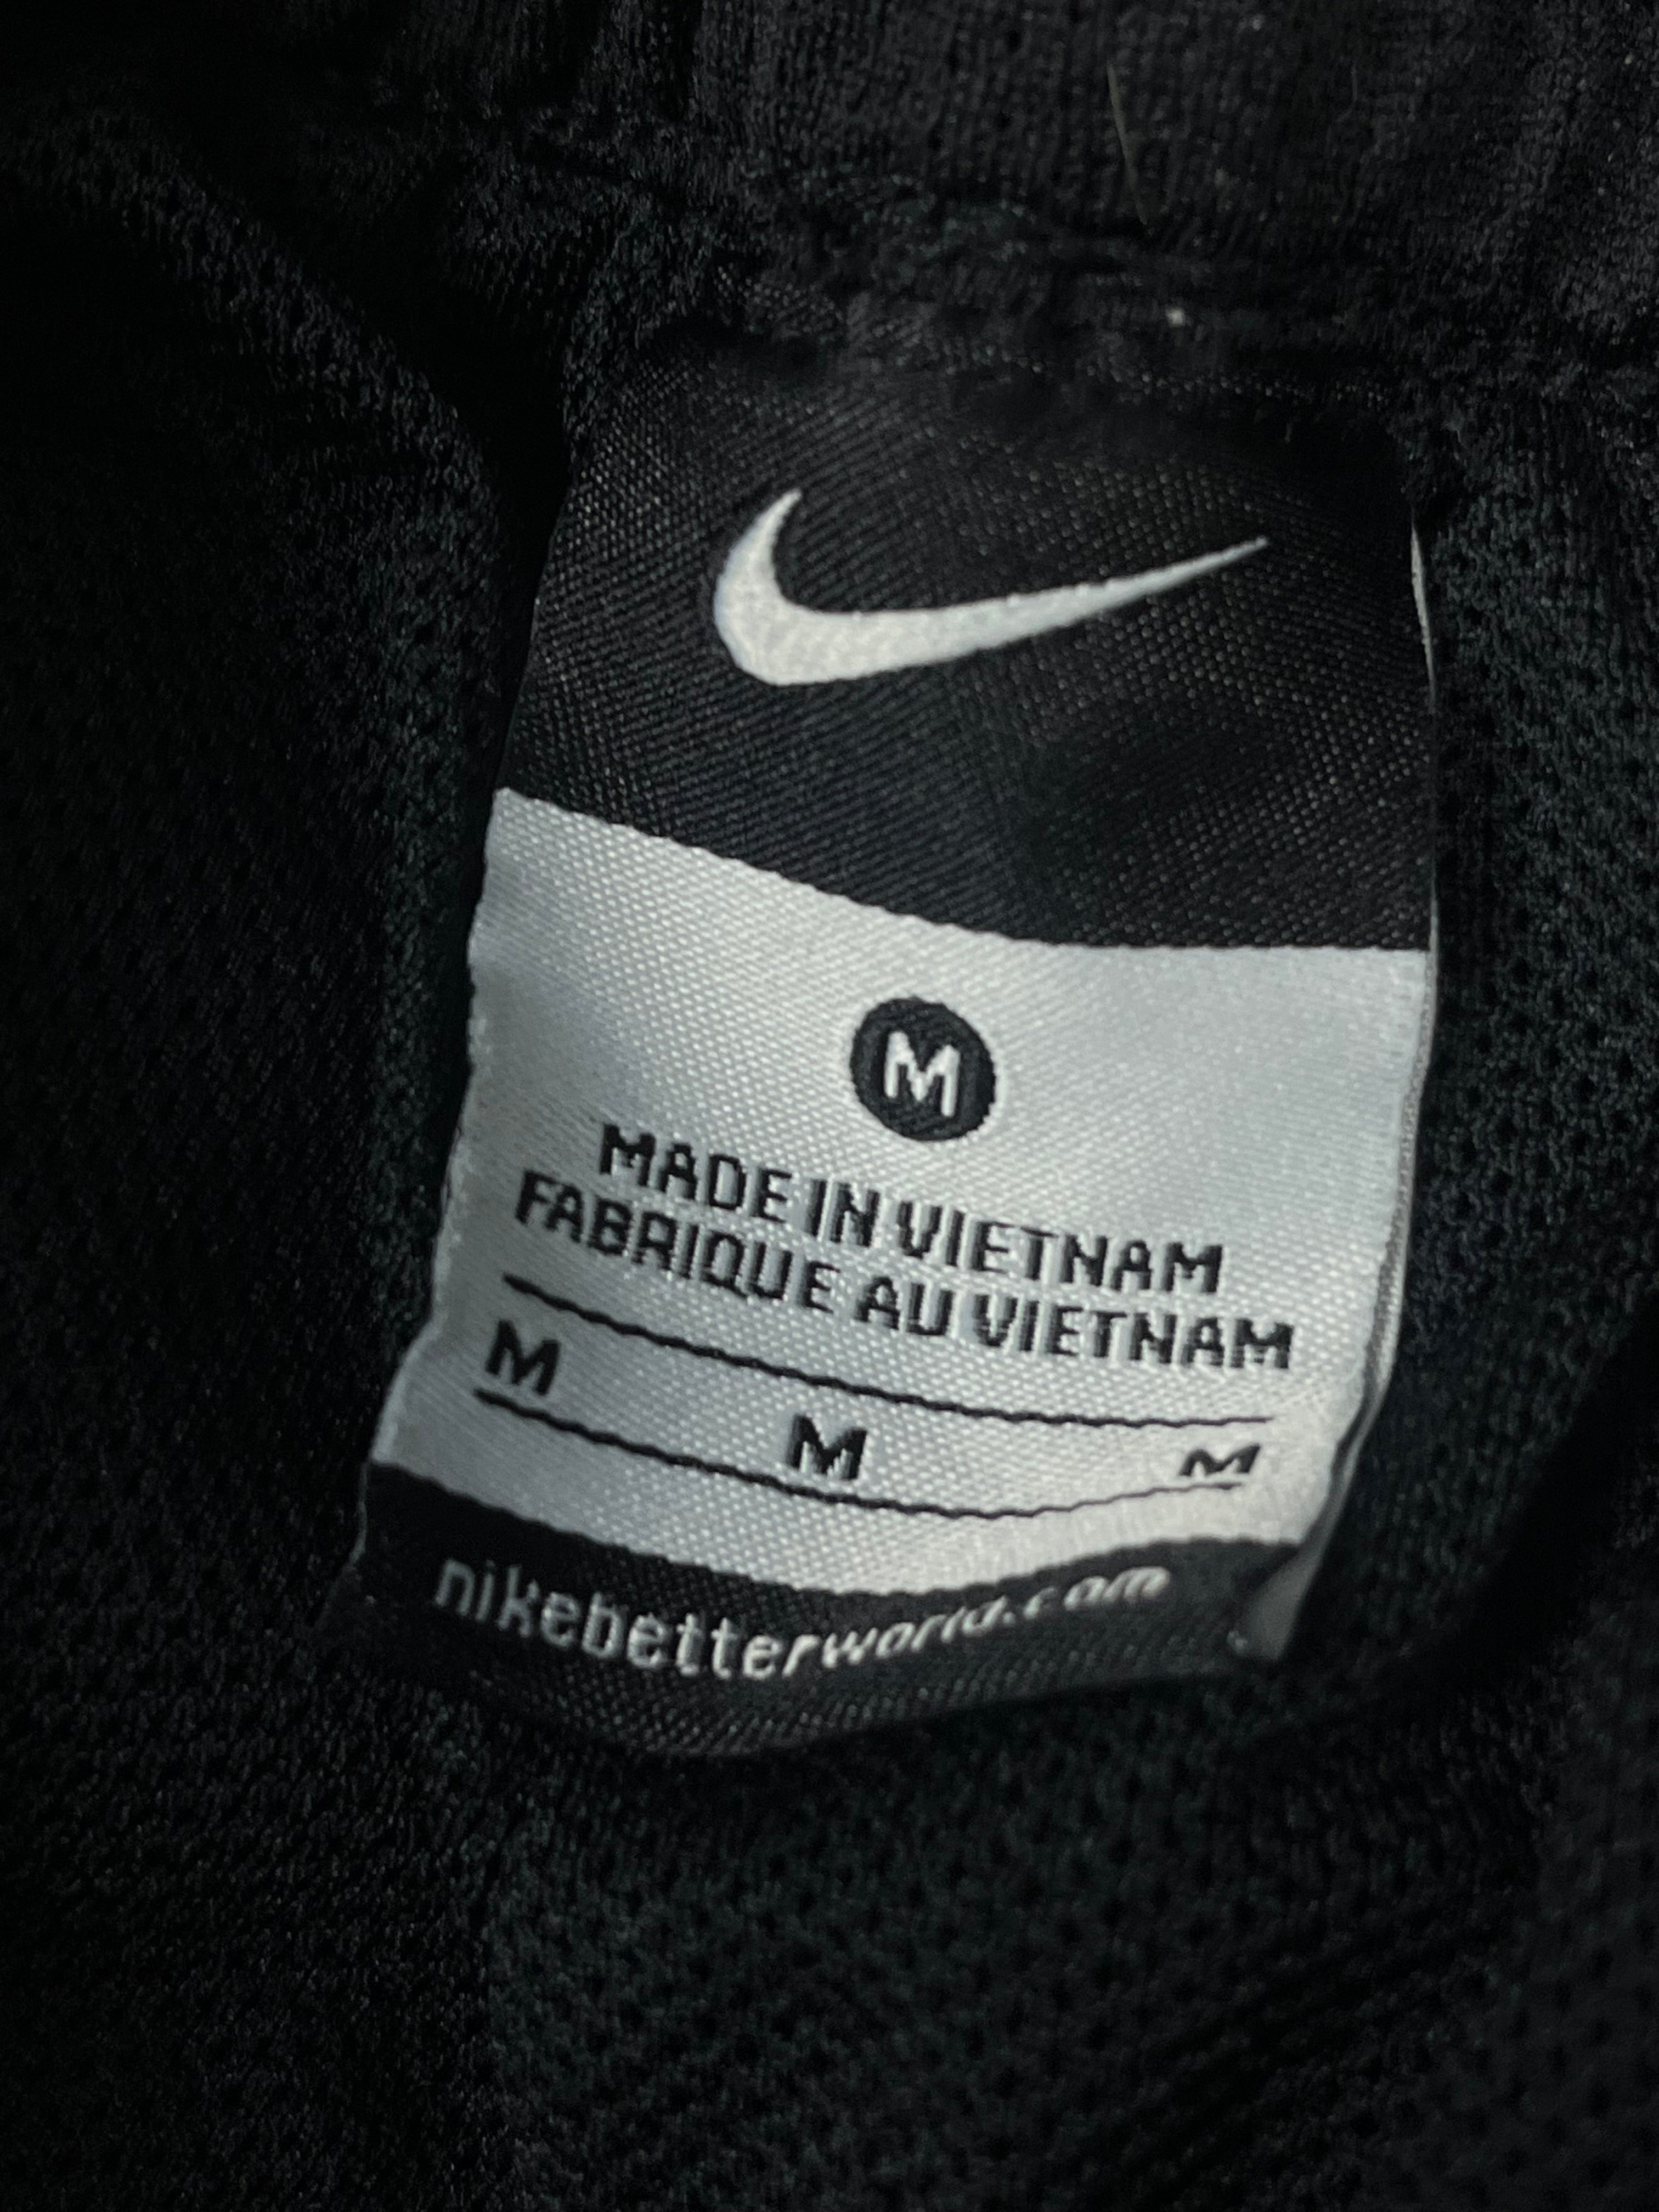 M
MADE IN VIETNAM
FABRIQUE AU VIETNAM
M M M
nikebetterworld.com